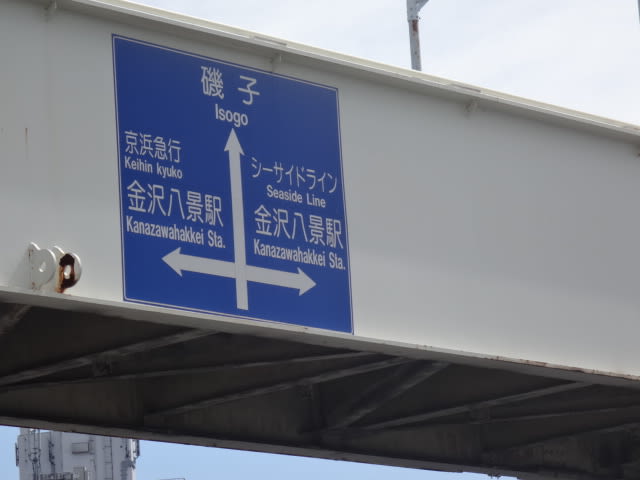 磯子
Isogo
京浜急行
Keihin kyuko
金沢八景駅
Kanazawahakkei Sta.
シーサイドライン
Seaside Line
金沢八景駅
Kanazawahakkei Sta.